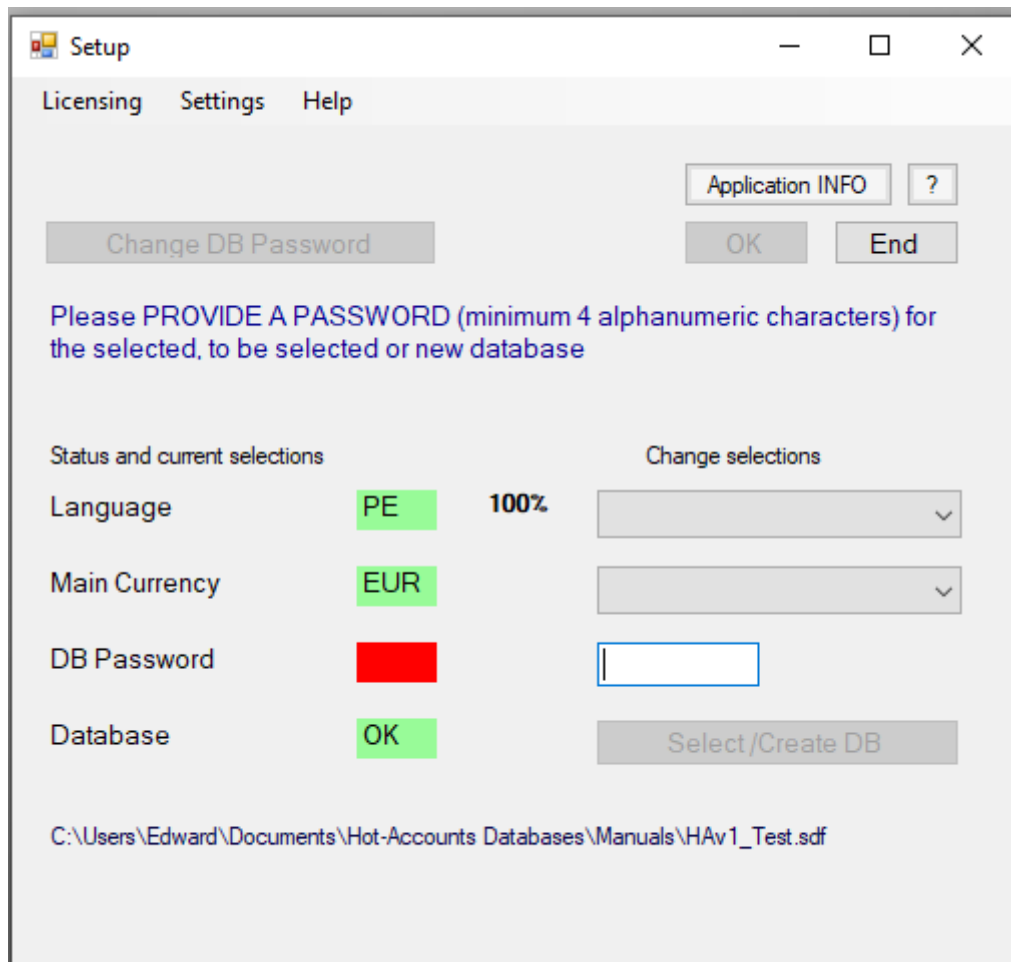 Setup
Licensing Settings Help
Application INFO ?
Change DB Password OK End
Please PROVIDE A PASSWORD (minimum 4 alphanumeric characters) for
the selected, to be selected or new database
Status and current selections Change selections
Language PE 100%
Main Currency EUR
DB Password
Database OK Select /Create DB
C:\Users\Edward\Documents\Hot-Accounts Databases\Manuals\HAv1_Test.sdf